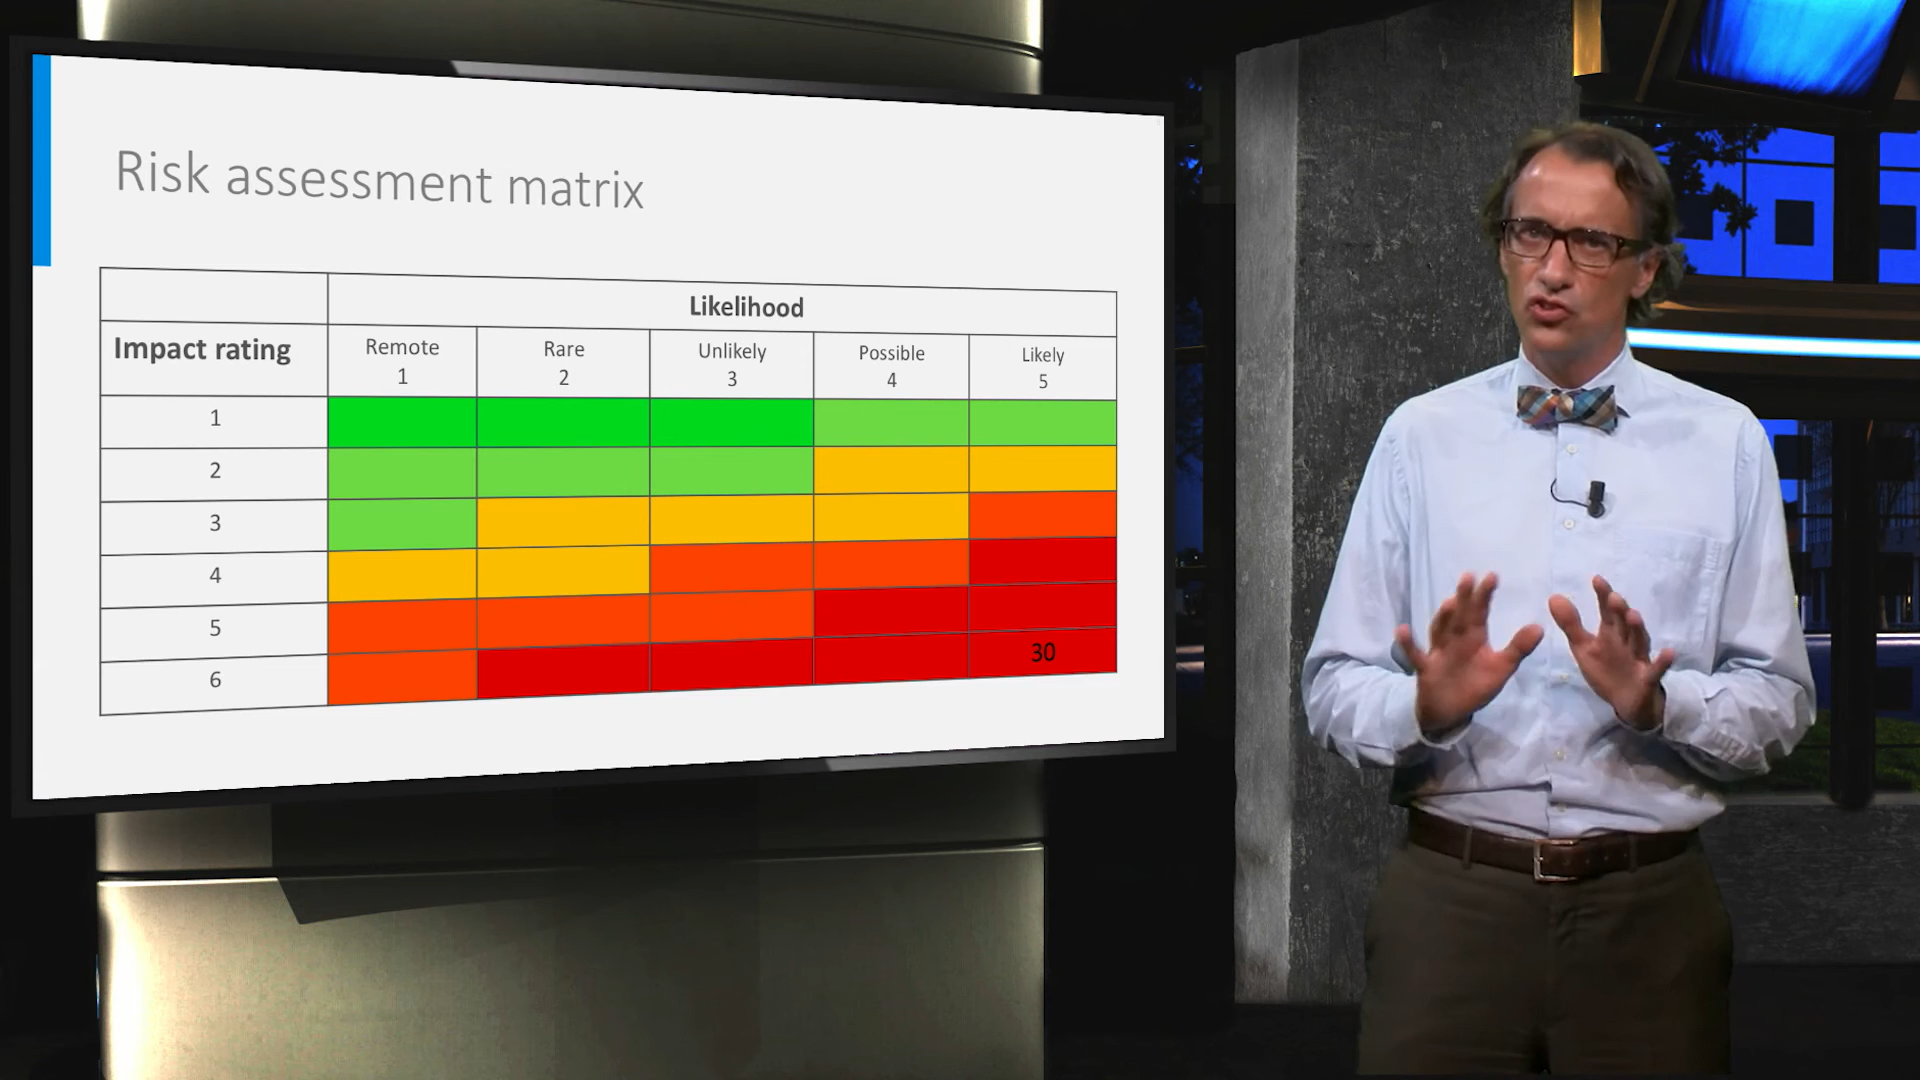 Risk assessment matrix
Likelihood
Impact rating
Remote
1
Rare
2
Unlikely
3
Possible
4
Likely
5
1
2
3
4
5
6
30